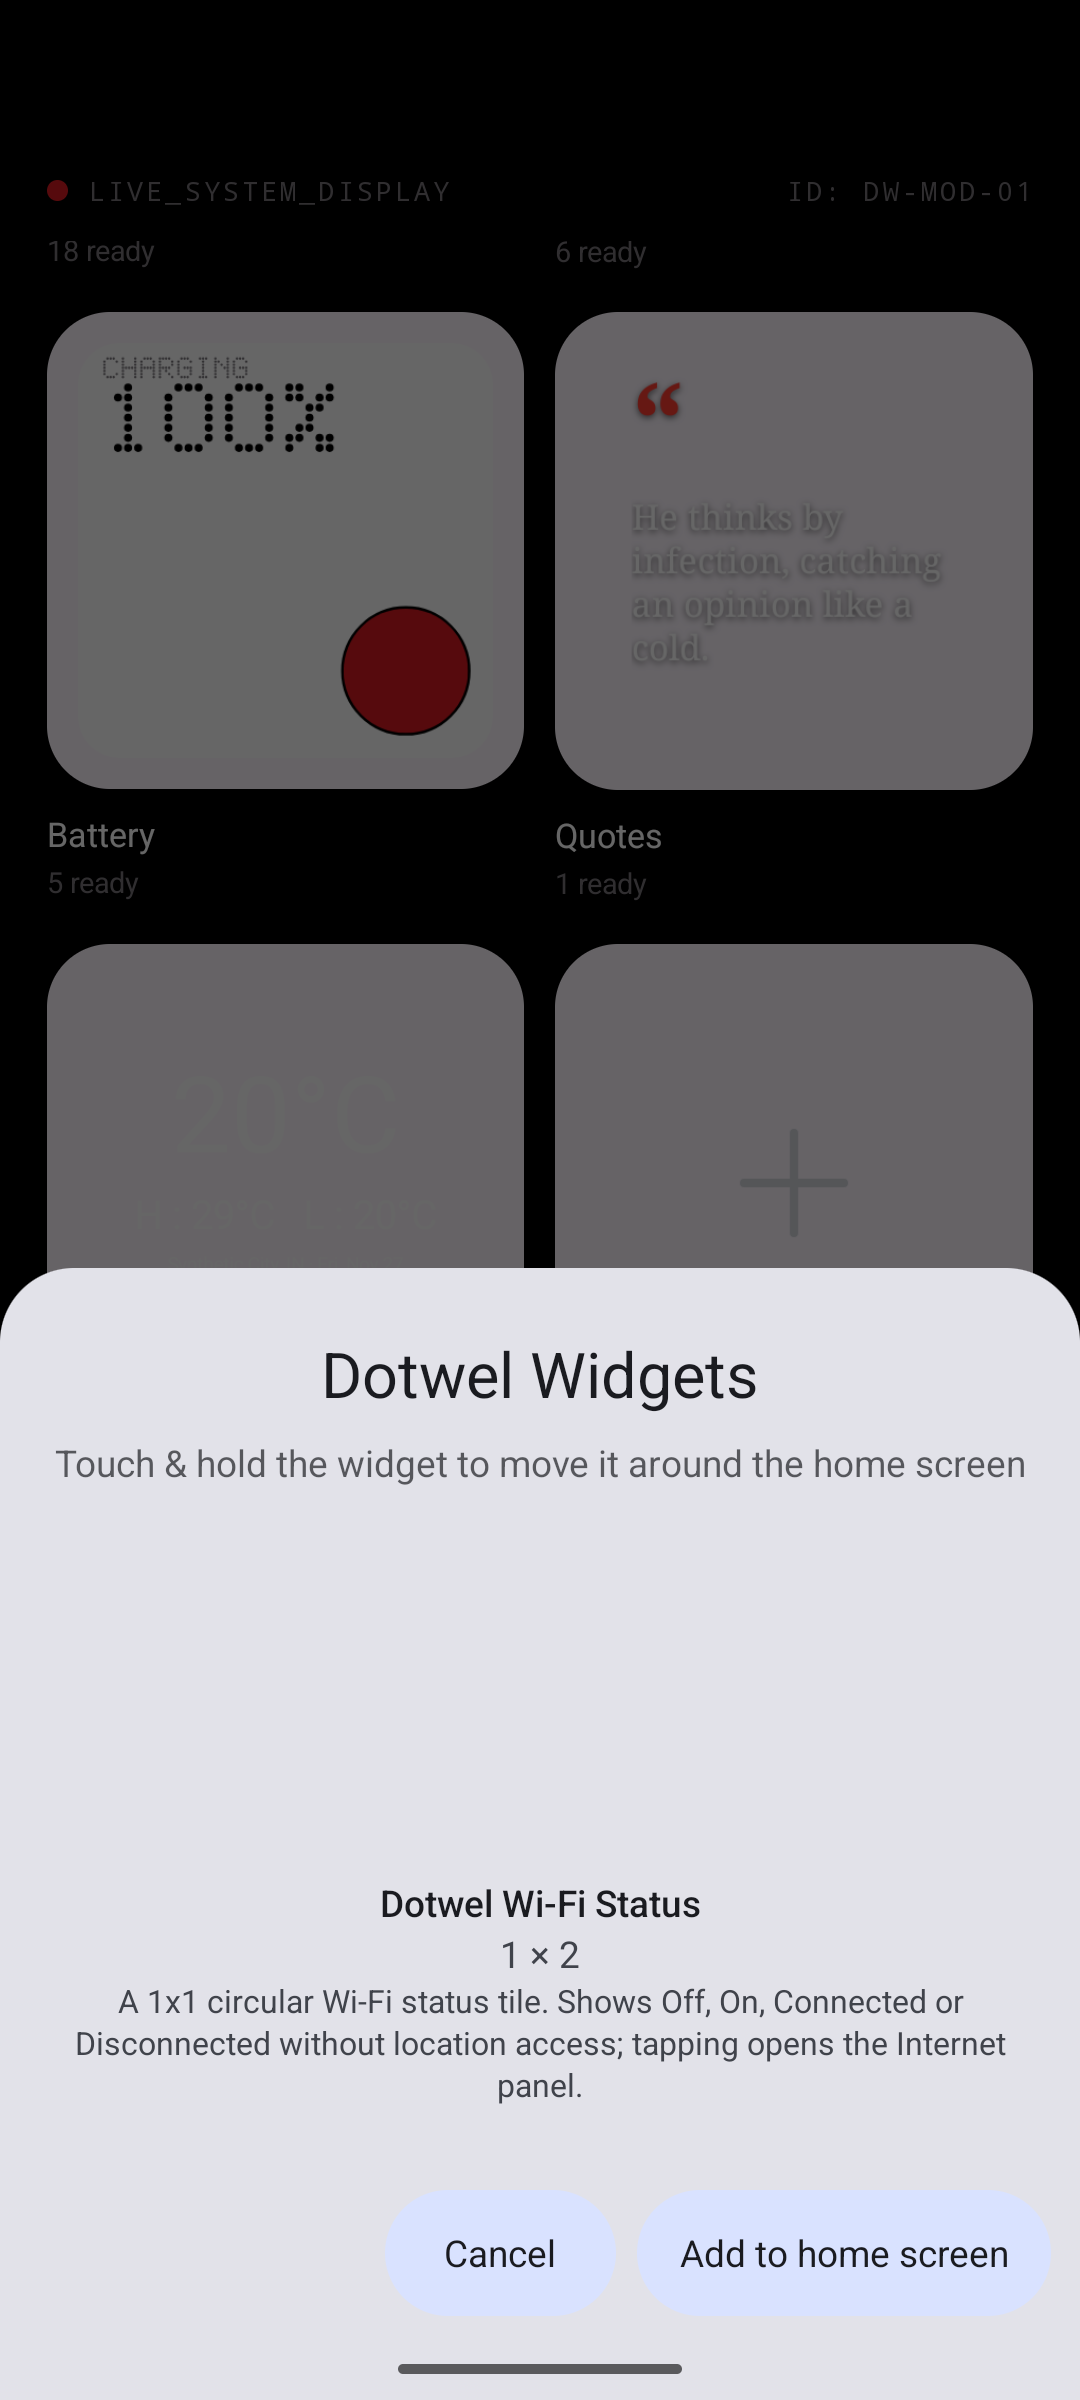 LIVE_SYSTEM_DISPLAY
ID: DW-MOD-01
18 ready
6 ready
CHARGING
100%
“
He thinks by
infection, catching
an opinion like a
cold.
Battery
Quotes
5 ready
1 ready
20°C
H : 29°C L : 20°C
Dotwel Widgets
Touch & hold the widget to move it around the home screen
Dotwel Wi-Fi Status
1 × 2
A 1x1 circular Wi-Fi status tile. Shows Off, On, Connected or
Disconnected without location access; tapping opens the Internet
panel.
Cancel
Add to home screen